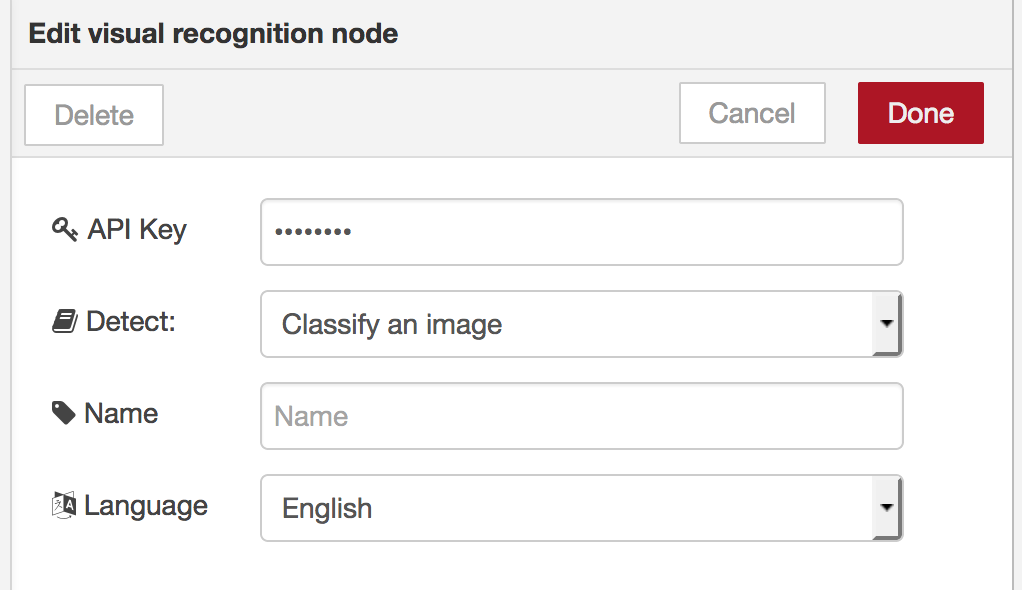 Edit visual recognition node
Delete
Cancel
Done
API Key
••••••••
Detect:
Classify an image
Name
Name
Language
English